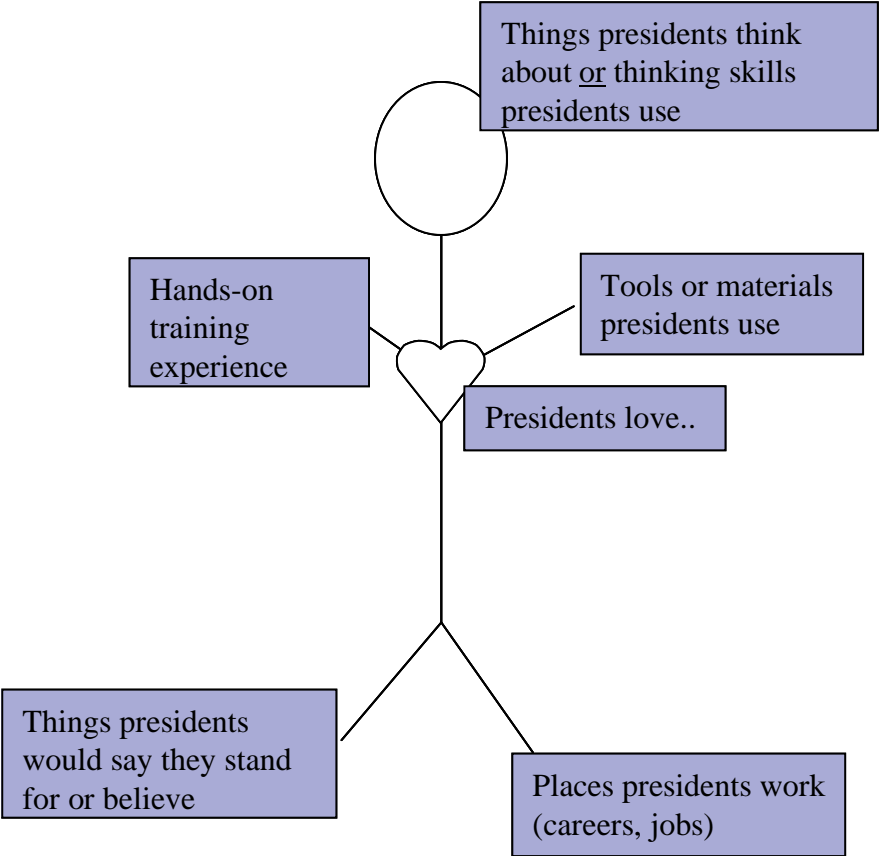 Things presidents think
about or thinking skills
presidents use
Hands-on
training
experience
Tools or materials
presidents use
Presidents love..
Things presidents
would say they stand
for or believe
Places presidents work
(careers, jobs)